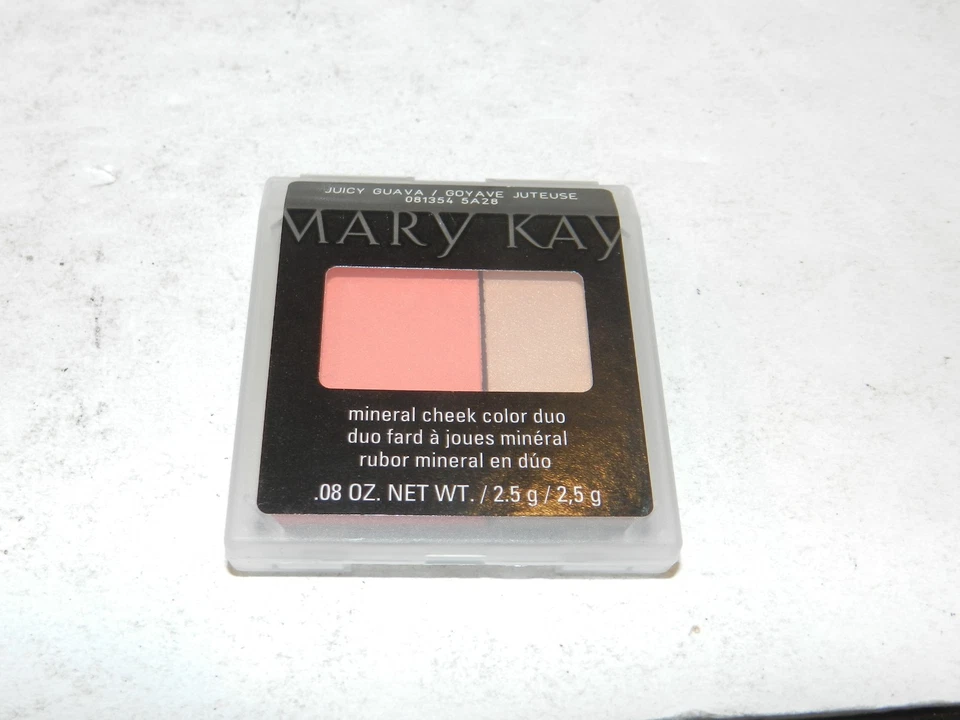 JUICY GUAVA / GOYAVE JUTEUSE
081354 5A28
MARY KAY
mineral cheek color duo
duo fard à joues minéral
rubor mineral en dúo
.08 OZ. NET WT. / 2.5 g / 2,5 g